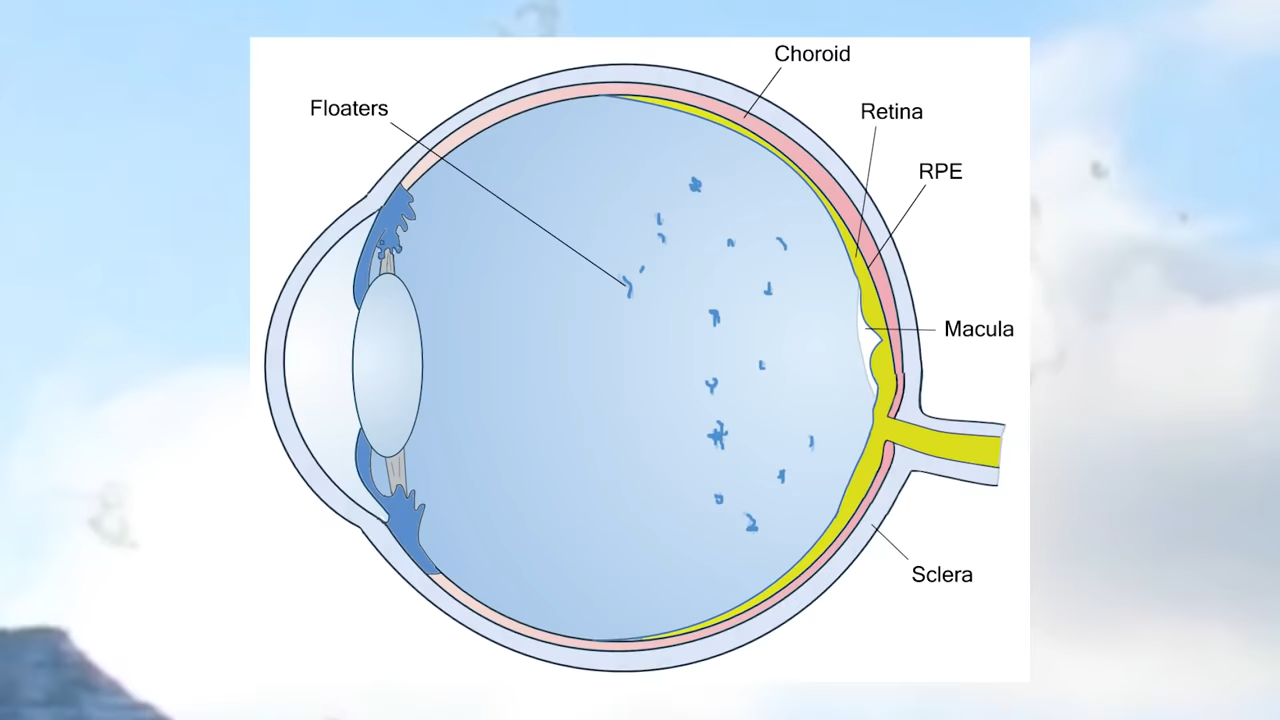 Choroid
Floaters
Retina
RPE
Macula
Sclera